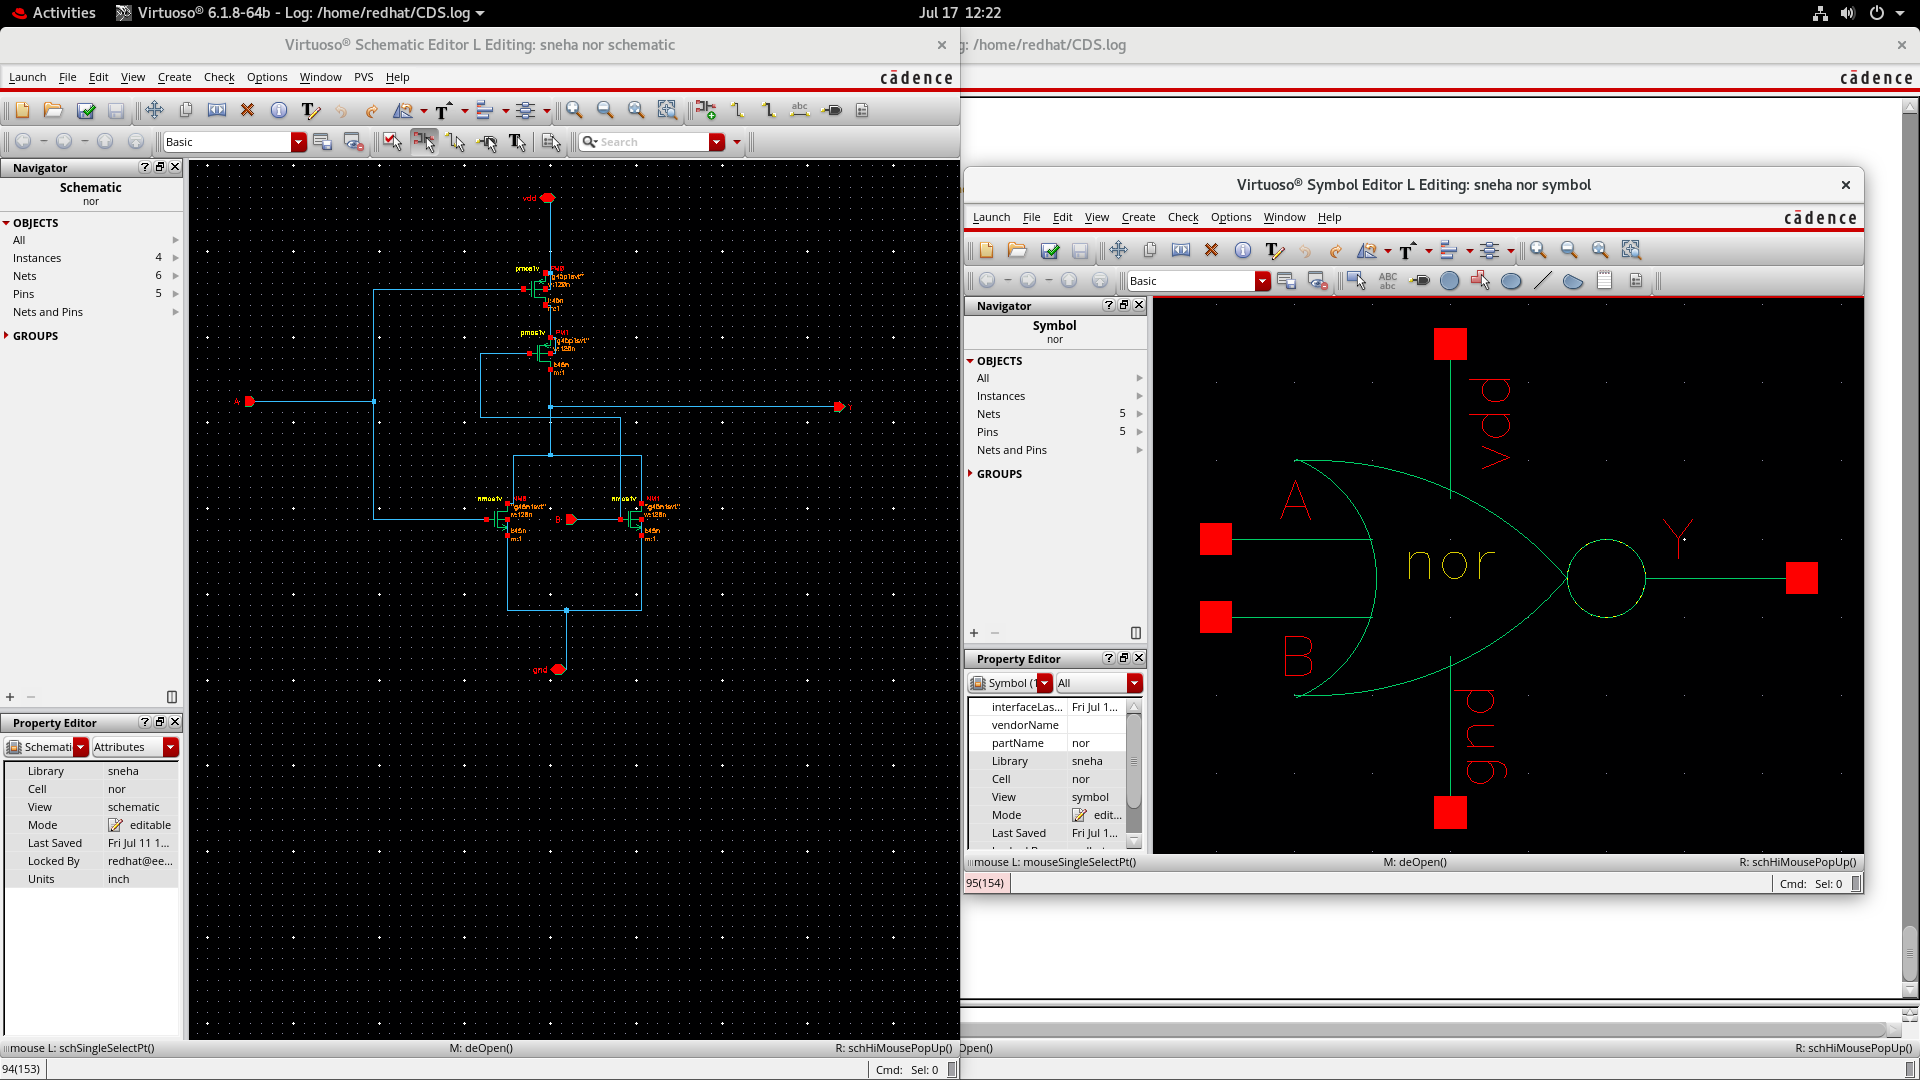 Activities
Virtuoso® 6.1.8-64b - Log: /home/redhat/CDS.log
Jul 17 12:22
Virtuoso® Schematic Editor L Editing: sneha nor schematic
g: /home/redhat/CDS.log
Launch File Edit View Create Check Options Window PVS Help
cādence
cādence
Basic
Search
Navigator
Schematic
nor
OBJECTS
All
Instances 4
Nets 6
Pins 5
Nets and Pins
GROUPS
Property Editor
Schemati Attributes
Library sneha
Cell nor
View schematic
Mode editable
Last Saved Fri Jul 11 1...
Locked By redhat@ee...
Units inch
vdd
pmos1v
pmos1v
A
Y
nmos1v
NM0
B
nmos1v
NM1
m:1
m:1
gnd
mouse L: schSingleSelectPt()
M: deOpen()
R: schHiMousePopUp()
94(153)
Cmd: Sel: 0
Virtuoso® Symbol Editor L Editing: sneha nor symbol
Launch File Edit View Create Check Options Window Help
cādence
Basic
ABC
abc
Navigator
Symbol
nor
OBJECTS
All
Instances
Nets 5
Pins 5
Nets and Pins
GROUPS
Property Editor
Symbol (1 All
interfaceLas... Fri Jul 1...
vendorName
partName nor
Library sneha
Cell nor
View symbol
Mode edit...
Last Saved Fri Jul 1...
vdd
A
nor
Y
B
gnd
mouse L: mouseSingleSelectPt()
M: deOpen()
R: schHiMousePopUp()
95(154)
Cmd: Sel: 0
Open()
R: schHiMousePopUp()